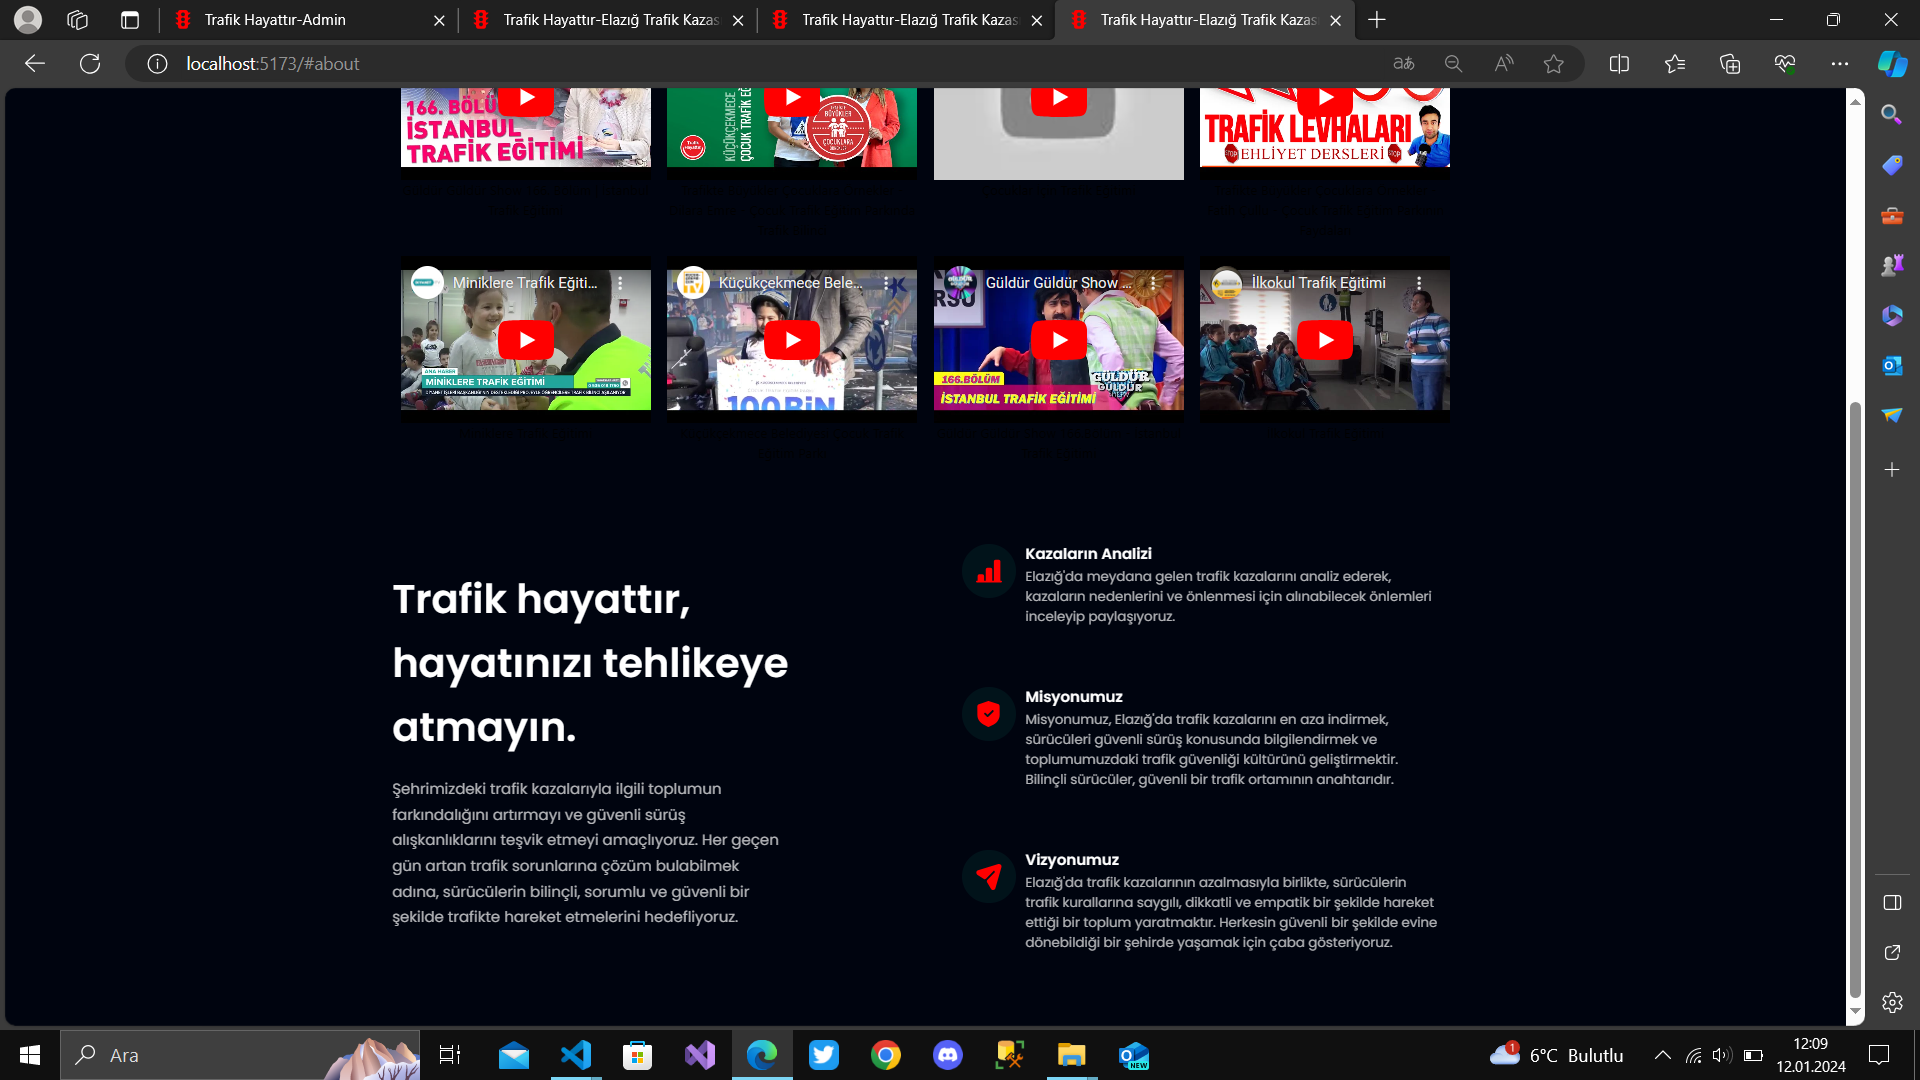 Trafik Hayattır-Admin
Trafik Hayattır-Elazığ Trafik Kazas
Trafik Hayattır-Elazığ Trafik Kazas
Trafik Hayattır-Elazığ Trafik Kazas
localhost:5173/#about
166. BÖLÜ
İSTANBUL
TRAFİK EĞİTİMİ
KÜÇÜKÇEKMECE
ÇOCUK TRAFİK EĞ
BÜYÜKLER
ÇOCUKLARA
TRAFİK LEVHALARI
STOP EHLİYET DERSLERİ STOP
Miniklere Trafik Eğiti...
ANA HABER
MİNİKLERE TRAFİK EĞİTİMİ
Küçükçekmece Bele...
100 BİN
Güldür Güldür Show ...
166.BÖLÜM
İSTANBUL TRAFİK EĞİTİMİ
GÜLDÜR
GÜLDÜR
İlkokul Trafik Eğitimi
Trafik hayattır,
hayatınızı tehlikeye
atmayın.
Şehrimizdeki trafik kazalarıyla ilgili toplumun
farkındalığını artırmayı ve güvenli sürüş
alışkanlıklarını teşvik etmeyi amaçlıyoruz. Her geçen
gün artan trafik sorunlarına çözüm bulabilmek
adına, sürücülerin bilinçli, sorumlu ve güvenli bir
şekilde trafikte hareket etmelerini hedefliyoruz.
Kazaların Analizi
Elazığ'da meydana gelen trafik kazalarını analiz ederek,
kazaların nedenlerini ve önlenmesi için alınabilecek önlemleri
inceleyip paylaşıyoruz.
Misyonumuz
Misyonumuz, Elazığ'da trafik kazalarını en aza indirmek,
sürücüleri güvenli sürüş konusunda bilgilendirmek ve
toplumumuzdaki trafik güvenliği kültürünü geliştirmektir.
Bilinçli sürücüler, güvenli bir trafik ortamının anahtarıdır.
Vizyonumuz
Elazığ'da trafik kazalarının azalmasıyla birlikte, sürücülerin
trafik kurallarına saygılı, dikkatli ve empatik bir şekilde hareket
ettiği bir toplum yaratmaktır. Herkesin güvenli bir şekilde evine
dönebildiği bir şehirde yaşamak için çaba gösteriyoruz.
Ara
NEW
1
6°C Bulutlu
12:09
12.01.2024